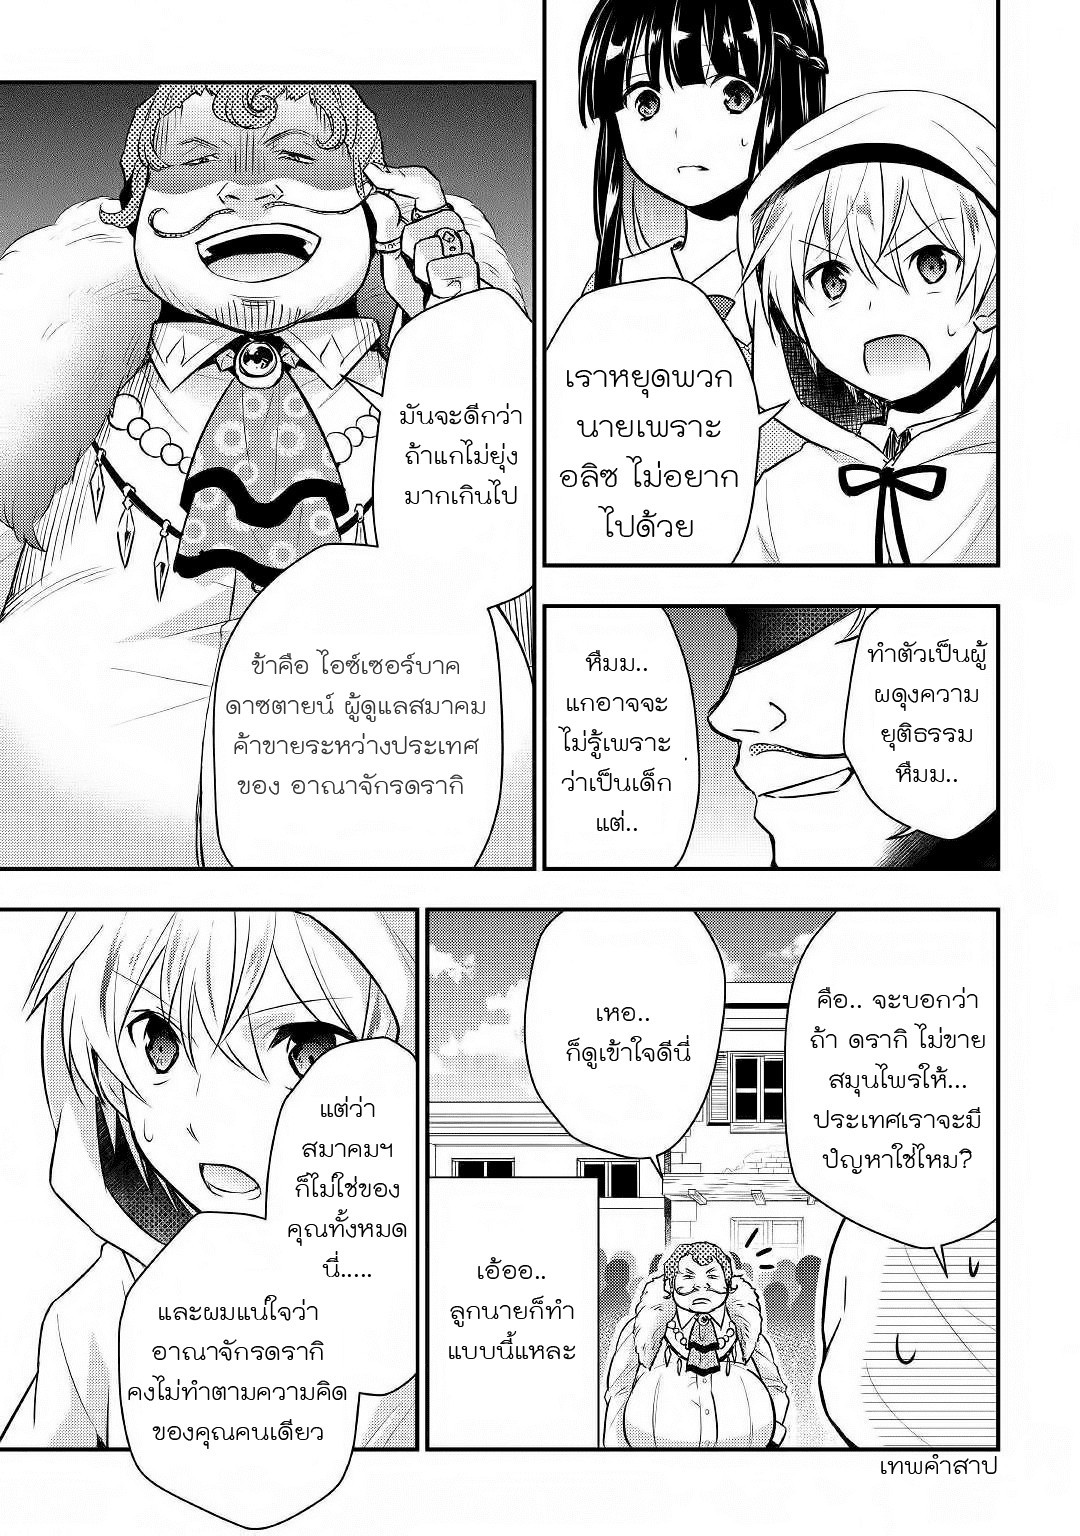 เราหยุดพวก
นายเพราะ
อลิซ ไม่อยาก
ไปด้วย
ทำตัวเป็นผู้
ผดุงความ
ยุติธรรม
หืมม..
หืมม..
แกอาจจะ
ไม่รู้เพราะ
ว่าเป็นเด็ก
แต่..
มันจะดีกว่า
ถ้าแกไม่ยุ่ง
มากเกินไป
ข้าคือ ไอซ์เซอร์บาค
ดาซตายน์ ผู้ดูแลสมาคม
ค้าขายระหว่างประเทศ
ของ อาณาจักรดรากิ
คือ.. จะบอกว่า
ถ้า ดรากิ ไม่ขาย
สมุนไพรให้...
ประเทศเราจะมี
ปัญหาใช่ไหม?
เหอ..
ก็ดูเข้าใจดีนี่
เอ้ออ..
ลูกนายก็ทำ
แบบนี้แหละ
แต่ว่า
สมาคมฯ
ก็ไม่ใช่ของ
คุณทั้งหมด
นี่.....
และผมแน่ใจว่า
อาณาจักรดรากิ
คงไม่ทำตามความคิด
ของคุณคนเดียว
เทพคำสาป